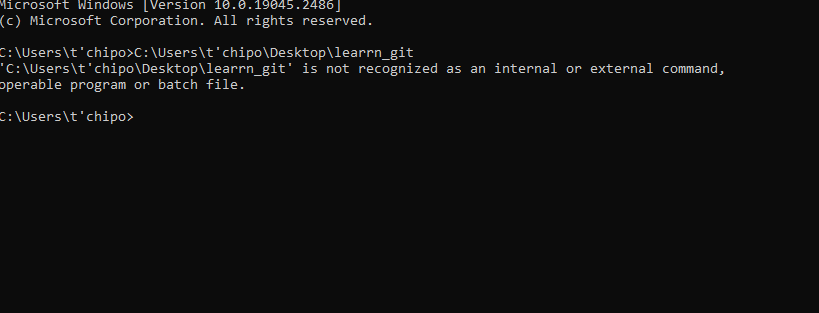 Microsoft Windows [Version 10.0.19045.2486]
(c) Microsoft Corporation. All rights reserved.
C:\Users\t'chipo>C:\Users\t'chipo\Desktop\learrn_git
'C:\Users\t'chipo\Desktop\learrn_git' is not recognized as an internal or external command,
operable program or batch file.
C:\Users\t'chipo>